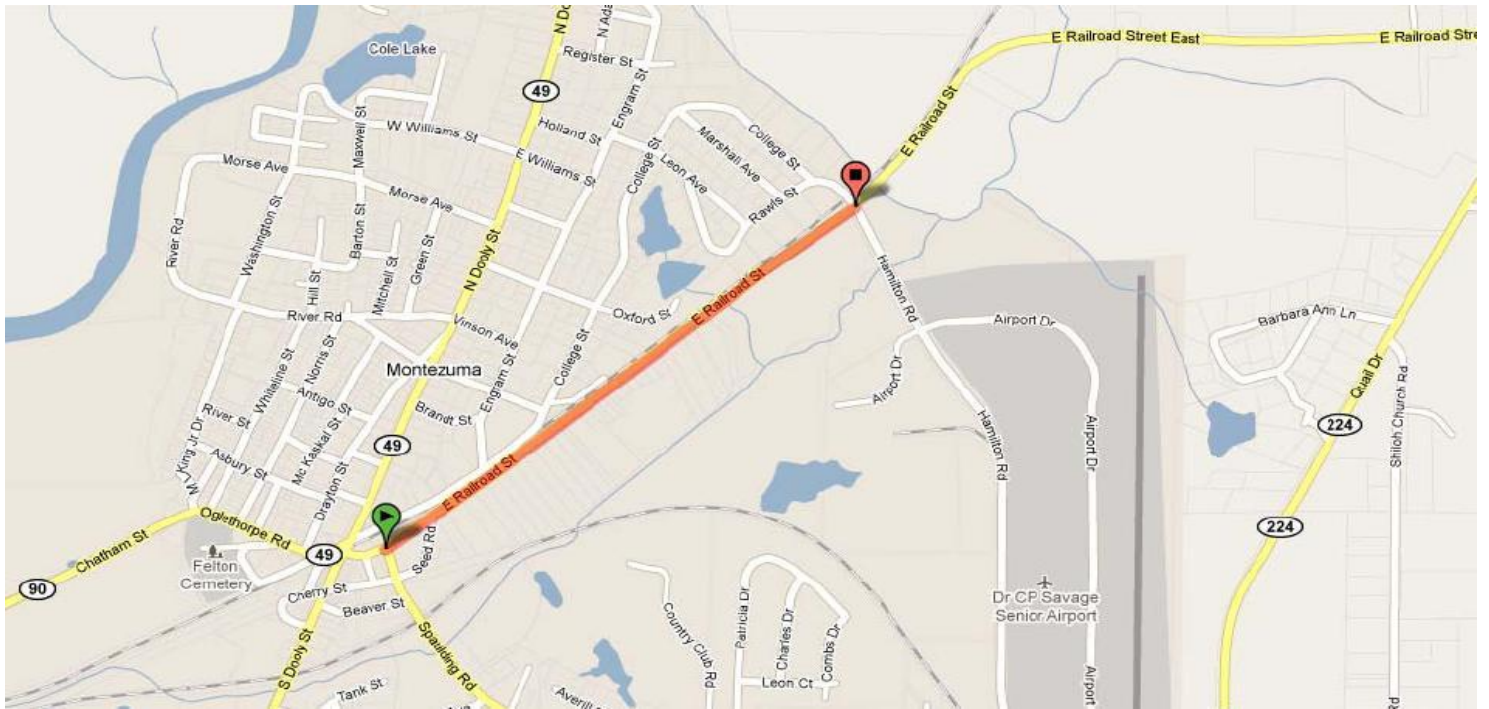 Cole Lake
N Dooly St
Register St
49
Engram St
W Williams St
Maxwell St
Holland St
E Williams St
College St
Marshall Ave
College St
Leon Ave
Rawls St
E Railroad St
E Railroad Street East
Morse Ave
Morse Ave
River Rd
Washington St
Barton St
Hill St
Mitchell St
Green St
N Dooly St
River Rd
Vinson Ave
Oxford St
E Railroad St
Hamilton Rd
Airport Dr
Barbara Ann Ln
Quail Dr
Montezuma
Whiteline St
Norris St
Antigo St
Engram St
College St
Brandt St
Airport Dr
Hamilton Rd
Airport Dr
224
Shiloh Church Rd
River St
M L King Jr Dr
Asbury St
Mc Kaskal St
Drayton St
49
E Railroad St
Oglethorpe Rd
Chatham St
49
Seed Rd
224
Felton
Cemetery
90
Cherry St
Beaver St
Spaulding Rd
S Dooly St
Country Club Rd
Patricia Dr
Charles Dr
Combs Dr
Leon Ct
Dr CP Savage
Senior Airport
Airport
Tank St